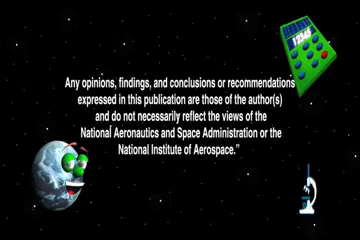 12345
Any opinions, findings, and conclusions or recommendations
expressed in this publication are those of the author(s)
and do not necessarily reflect the views of the
National Aeronautics and Space Administration or the
National Institute of Aerospace.”